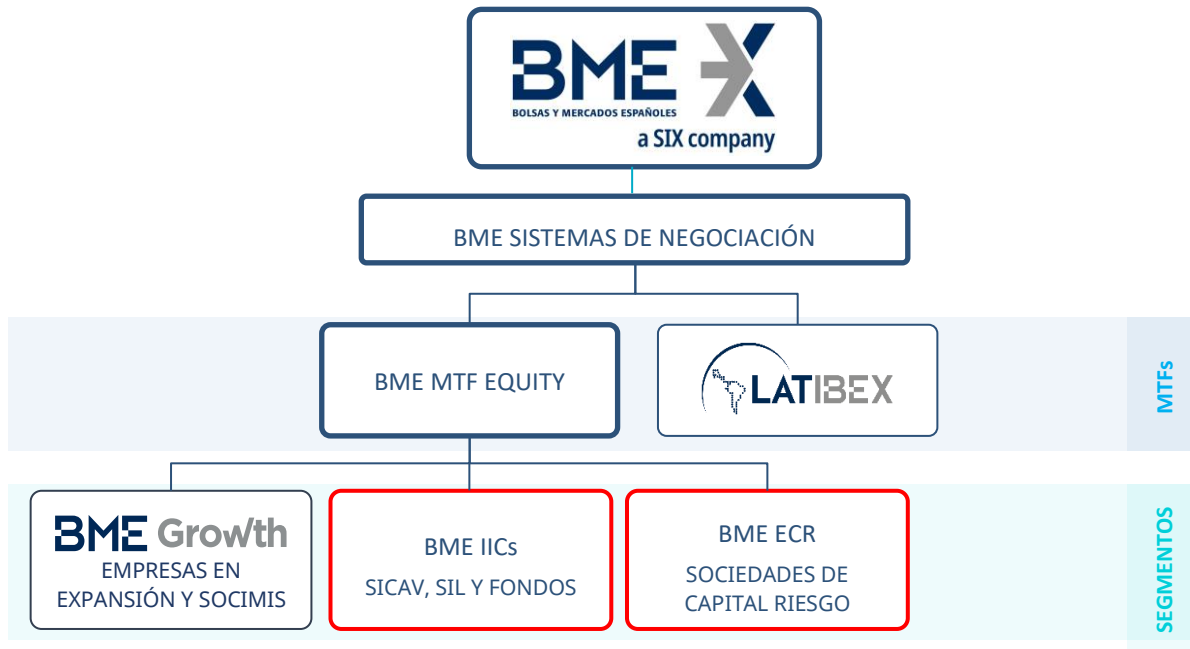 BME X
BOLSAS Y MERCADOS ESPAÑOLES
a SIX company
BME SISTEMAS DE NEGOCIACIÓN
BME MTF EQUITY
LATIBEX
MTFs
BME Growth
EMPRESAS EN
EXPANSIÓN Y SOCIMIS
BME IICs
SICAV, SIL Y FONDOS
BME ECR
SOCIEDADES DE
CAPITAL RIESGO
SEGMENTOS